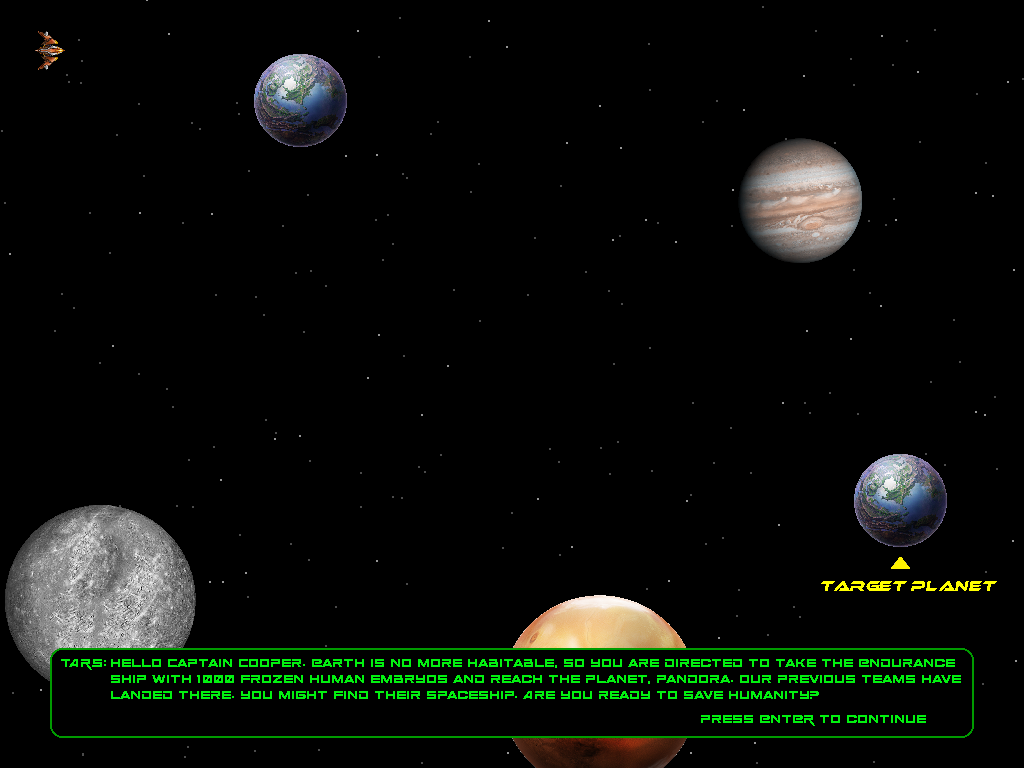 TARGET PLANET
TARS: HELLO CAPTAIN COOPER. EARTH IS NO MORE HABITABLE, SO YOU ARE DIRECTED TO TAKE THE ENDURANCE
SHIP WITH 1000 FROZEN HUMAN EMBRYOS AND REACH THE PLANET, PANDORA. OUR PREVIOUS TEAMS HAVE
LANDED THERE. YOU MIGHT FIND THEIR SPACESHIP. ARE YOU READY TO SAVE HUMANITY?
PRESS ENTER TO CONTINUE